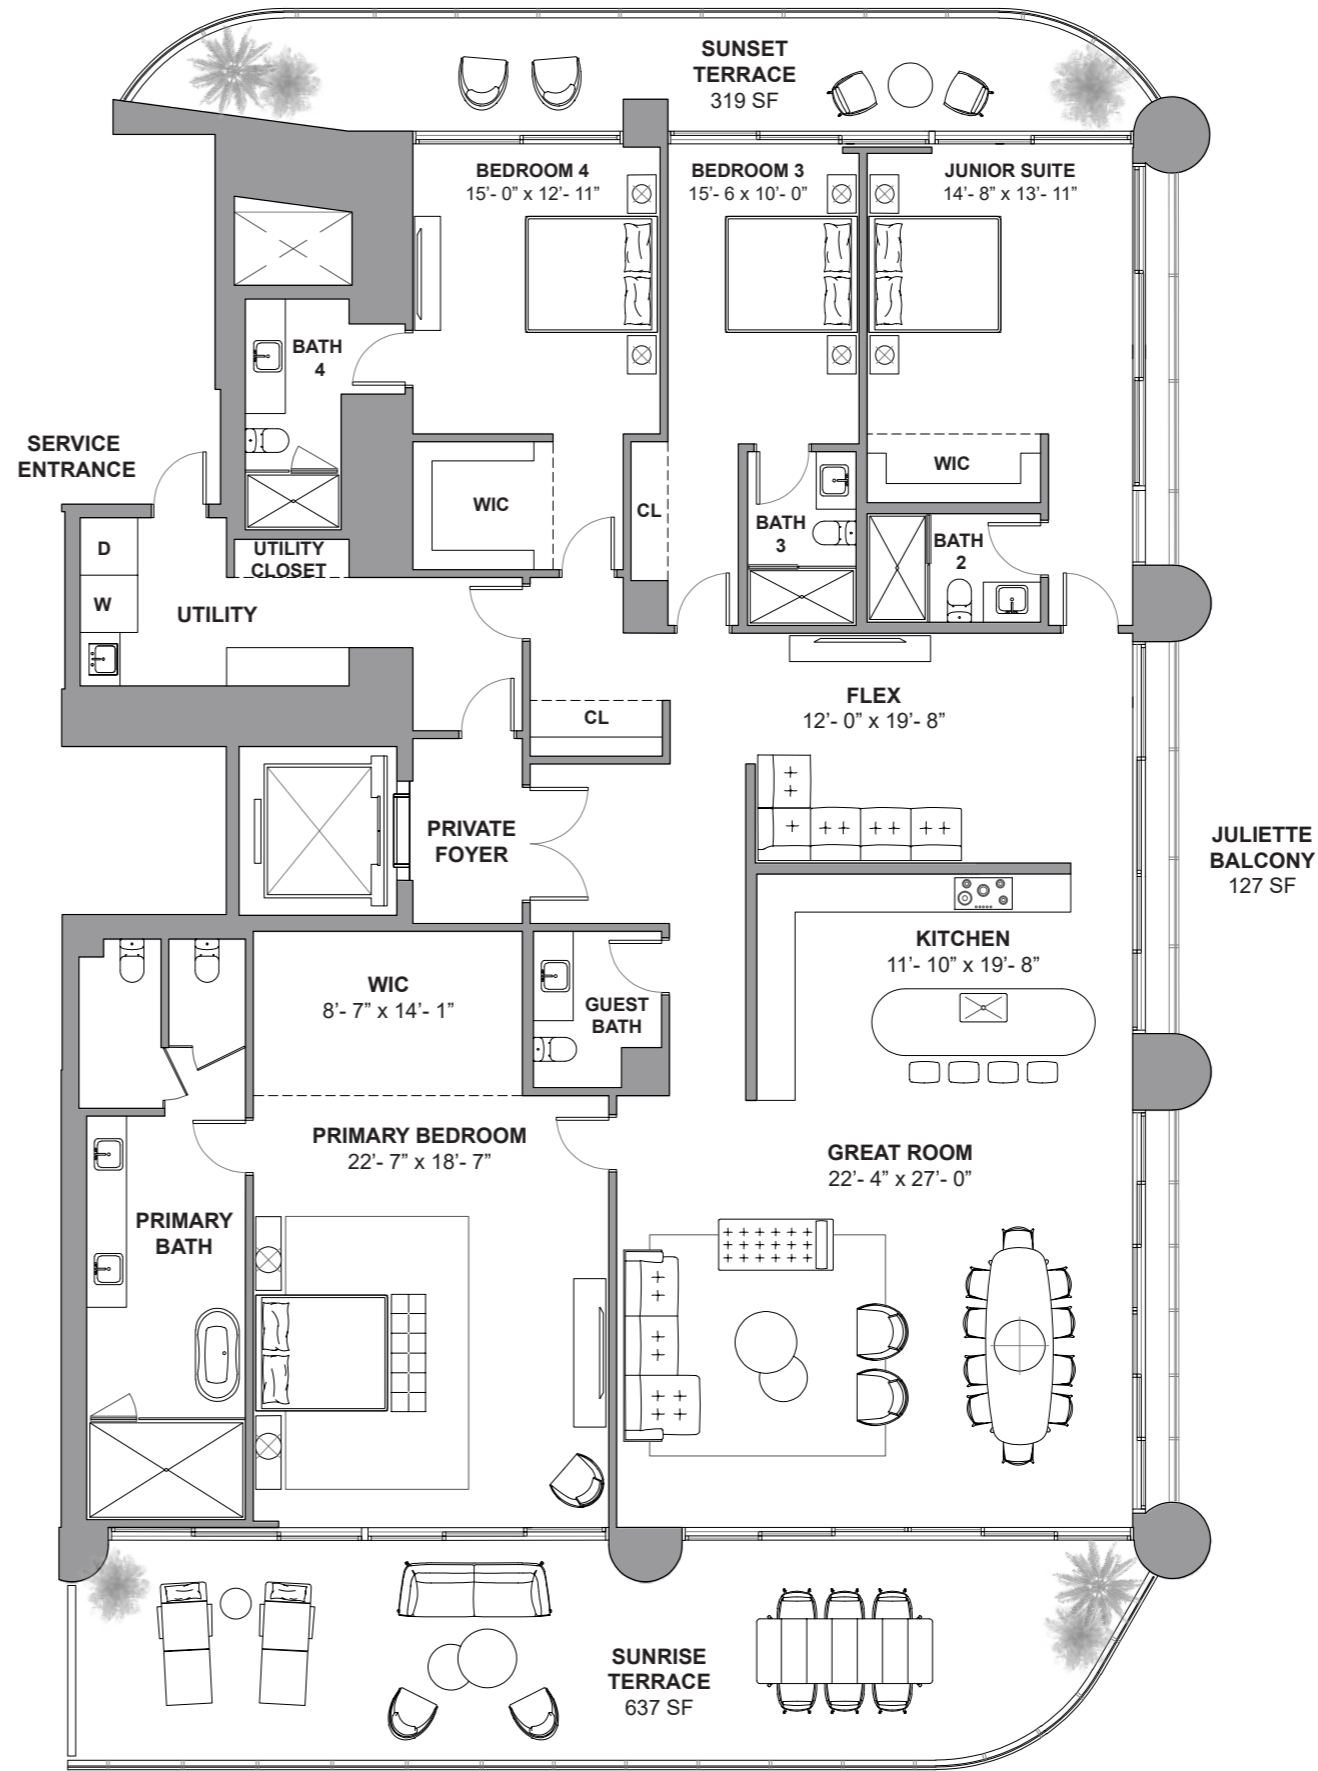 SUNSET
TERRACE
319 SF
BEDROOM 4
15’- 0” x 12’- 11”
BEDROOM 3
15’- 6 x 10’- 0”
JUNIOR SUITE
14’- 8” x 13’- 11”
BATH
4
SERVICE
ENTRANCE
WIC
CL
WIC
BATH
3
BATH
2
D
W
UTILITY
CLOSET
UTILITY
CL
FLEX
12’- 0” x 19’- 8”
PRIVATE
FOYER
JULIETTE
BALCONY
127 SF
KITCHEN
11’- 10” x 19’- 8”
WIC
8’- 7” x 14’- 1”
GUEST
BATH
PRIMARY BEDROOM
22’- 7” x 18’- 7”
GREAT ROOM
22’- 4” x 27’- 0”
PRIMARY
BATH
SUNRISE
TERRACE
637 SF